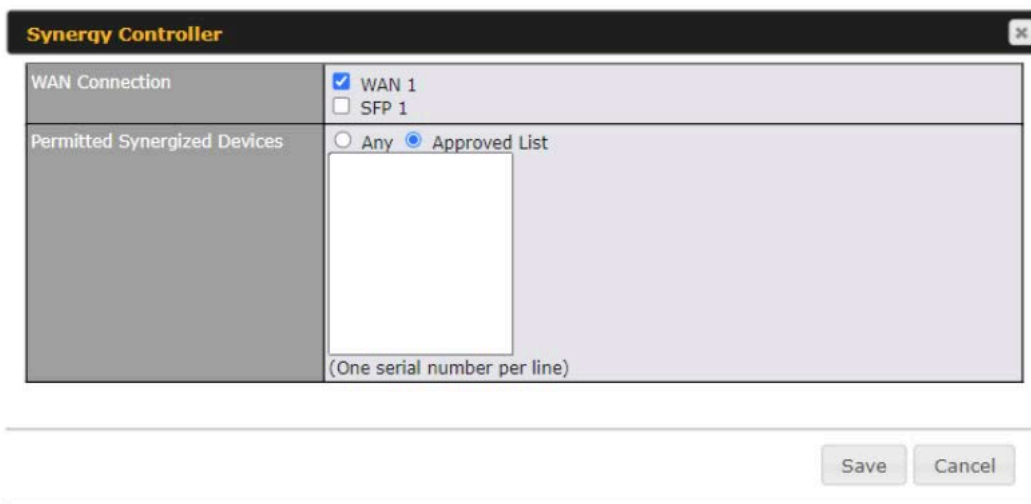 Synergy Controller
WAN Connection
WAN 1
SFP 1
Permitted Synergized Devices
Any Approved List
(One serial number per line)
Save Cancel